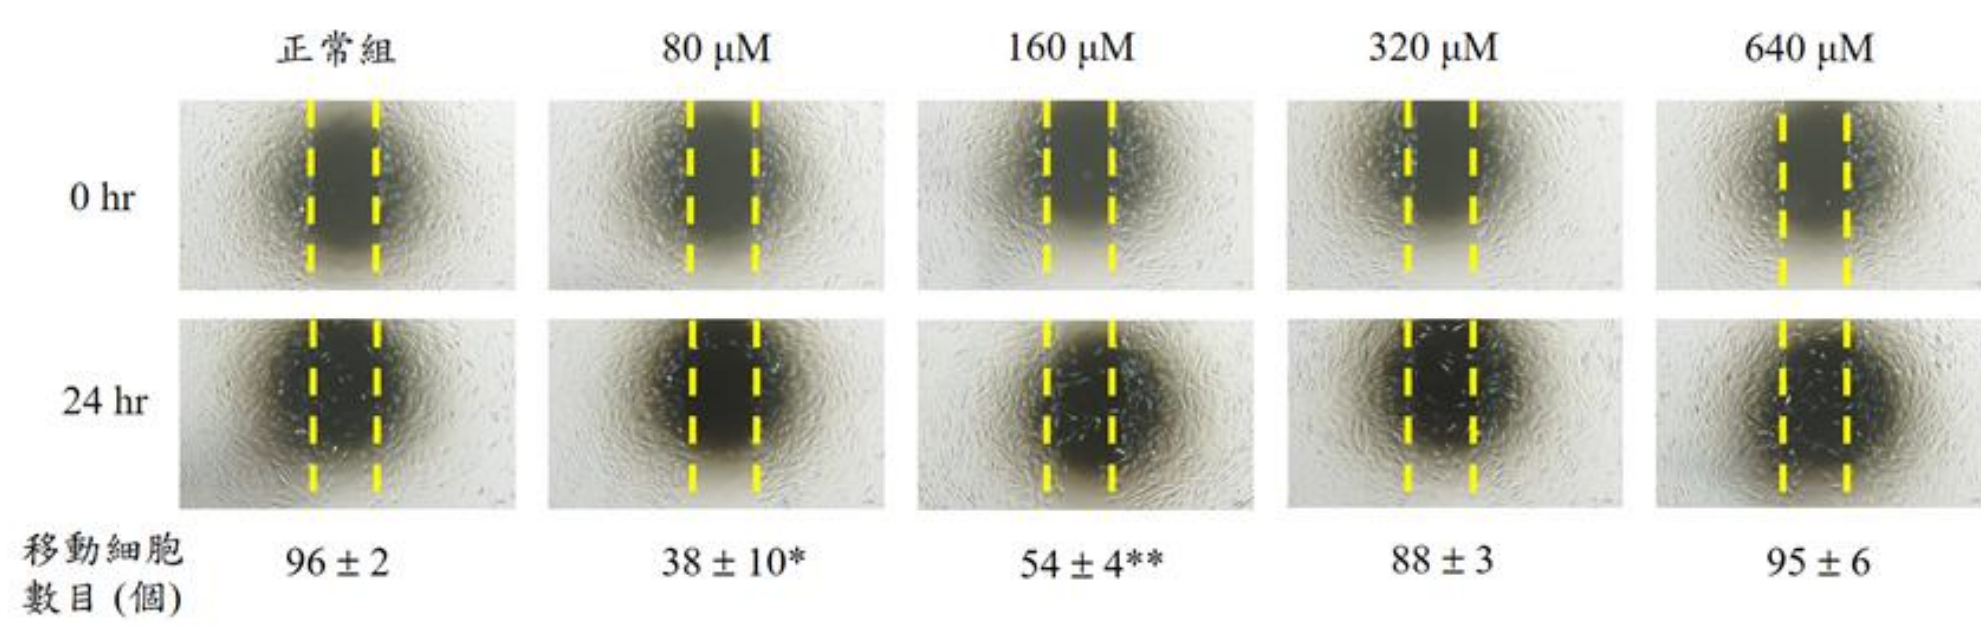 正常組 80 μM 160 μM 320 μM 640 μM
0 hr
24 hr
移動細胞
數目 (個)
96 ± 2 38 ± 10* 54 ± 4** 88 ± 3 95 ± 6